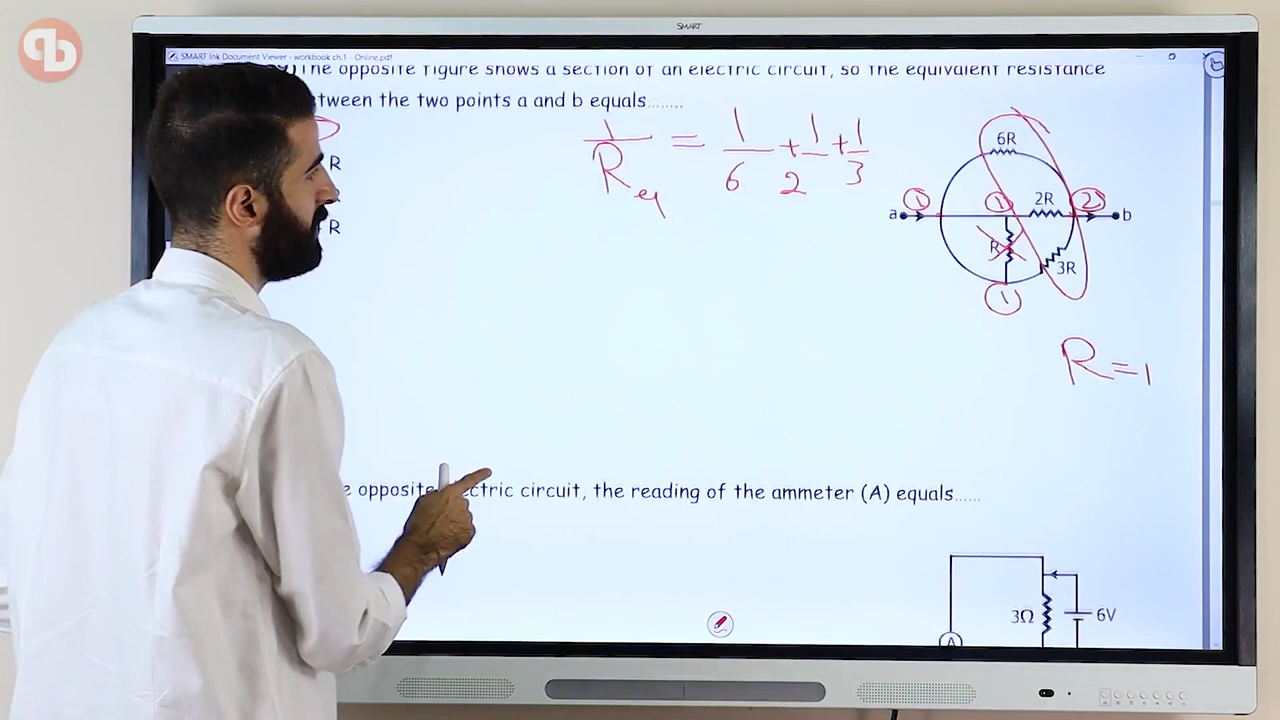 pb
SMART
SMART Ink Document Viewer - workbook ch.1 - Online.pdf
The opposite figure shows a section of an electric circuit, so the equivalent resistance
between the two points a and b equals........
R
R
1/R eq = 1/6 + 1/2 + 1/3
6R
2R
a
1
1
2
b
R
3R
1
R = 1
opposite electric circuit, the reading of the ammeter (A) equals......
3Ω
6V
A